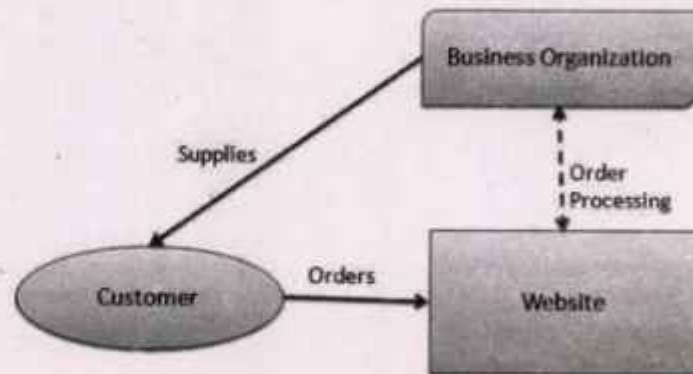 Business Organization
Supplies
Order
Processing
Orders
Customer
Website